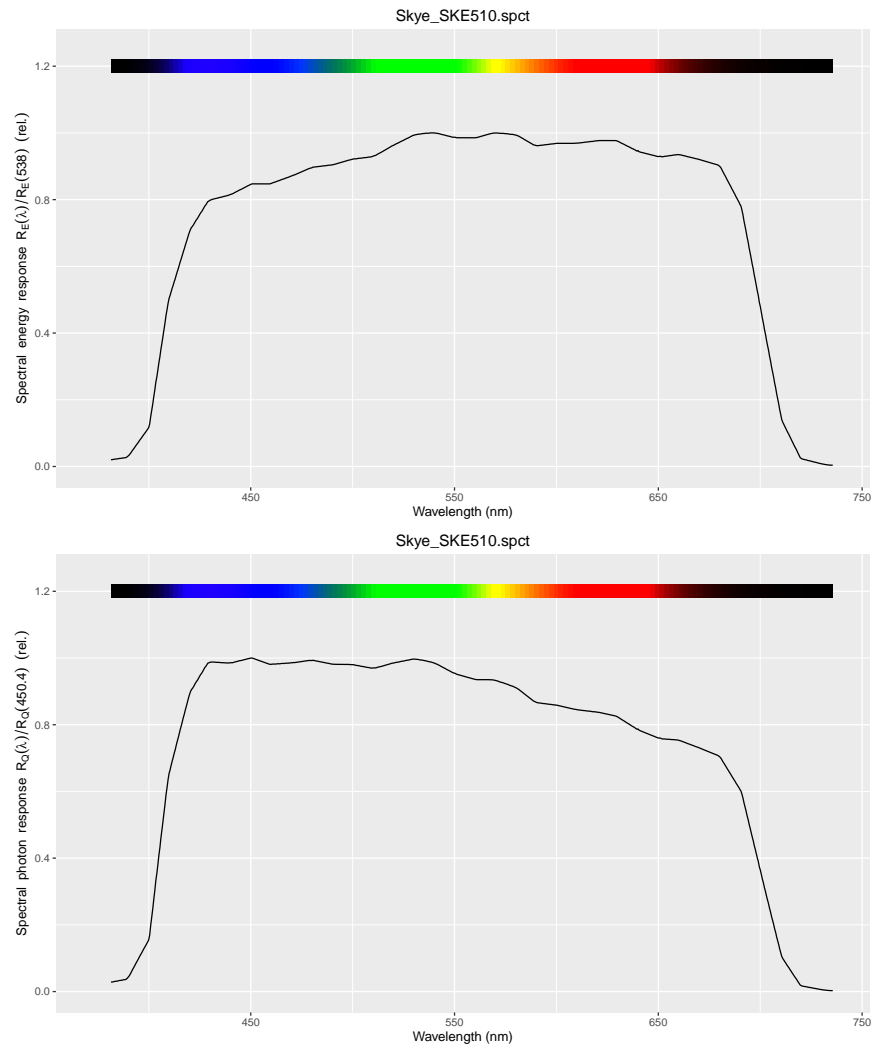 Skye_SKE510.spct
1.2
0.8
0.4
0.0
Spectral energy response R_E(λ)/R_E(538) (rel.)
450
550
650
750
Wavelength (nm)
Skye_SKE510.spct
1.2
0.8
0.4
0.0
Spectral photon response R_Q(λ)/R_Q(450.4) (rel.)
450
550
650
750
Wavelength (nm)